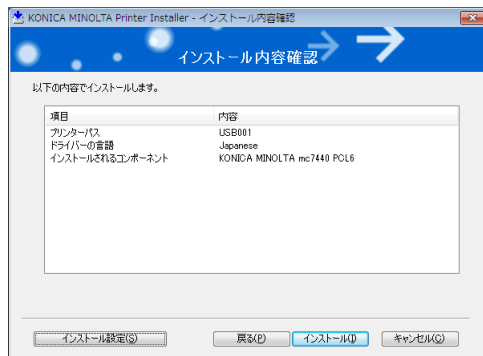 KONICA MINOLTA Printer Installer - インストール内容確認
インストール内容確認
以下の内容でインストールします。
項目 内容
プリンターパス USB001
ドライバーの言語 Japanese
インストールされるコンポーネント KONICA MINOLTA mc7440 PCL6
インストール設定(S) 戻る(P) インストール(I) キャンセル(C)